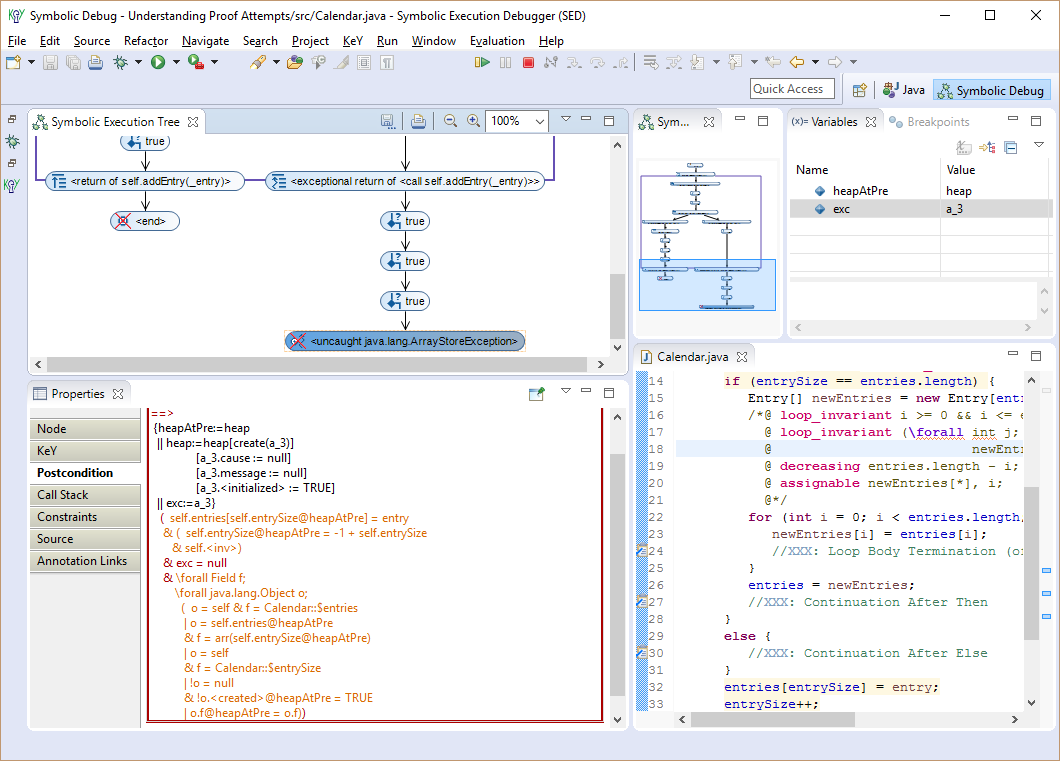 Symbolic Debug - Understanding Proof Attempts/src/Calendar.java - Symbolic Execution Debugger (SED)
File Edit Source Refactor Navigate Search Project KeY Run Window Evaluation Help
Quick Access
Java
Symbolic Debug
Symbolic Execution Tree
100%
true
<return of self.addEntry(_entry)>
<exceptional return of <call self.addEntry(_entry)>>
<end>
true
true
true
<uncaught java.lang.ArrayStoreException>
Sym...
(x)= Variables
Breakpoints
Name Value
heapAtPre heap
exc a_3
Properties
Node
KeY
Postcondition
Call Stack
Constraints
Source
Annotation Links
==>
{heapAtPre:=heap
|| heap:=heap[create(a_3)]
[a_3.cause := null]
[a_3.message := null]
[a_3.<initialized> := TRUE]
|| exc:=a_3}
( self.entries[self.entrySize@heapAtPre] = entry
& ( self.entrySize@heapAtPre = -1 + self.entrySize
& self.<inv>)
& exc = null
& \forall Field f;
\forall java.lang.Object o;
( o = self & f = Calendar::$entries
| o = self.entries@heapAtPre
& f = arr(self.entrySize@heapAtPre)
| o = self
& f = Calendar::$entrySize
| !o = null
& !o.<created>@heapAtPre = TRUE
| o.f@heapAtPre = o.f))
Calendar.java
14 if (entrySize == entries.length) {
15 Entry[] newEntries = new Entry[entr
16 /*@ loop_invariant i >= 0 && i <= e
17 @ loop_invariant (\forall int j;
18 @ newEntr
19 @ decreasing entries.length - i;
20 @ assignable newEntries[*], i;
21 @*/
22 for (int i = 0; i < entries.length;
23 newEntries[i] = entries[i];
24 //XXX: Loop Body Termination (or
25 }
26 entries = newEntries;
27 //XXX: Continuation After Then
28 }
29 else {
30 //XXX: Continuation After Else
31 }
32 entries[entrySize] = entry;
33 entrySize++;